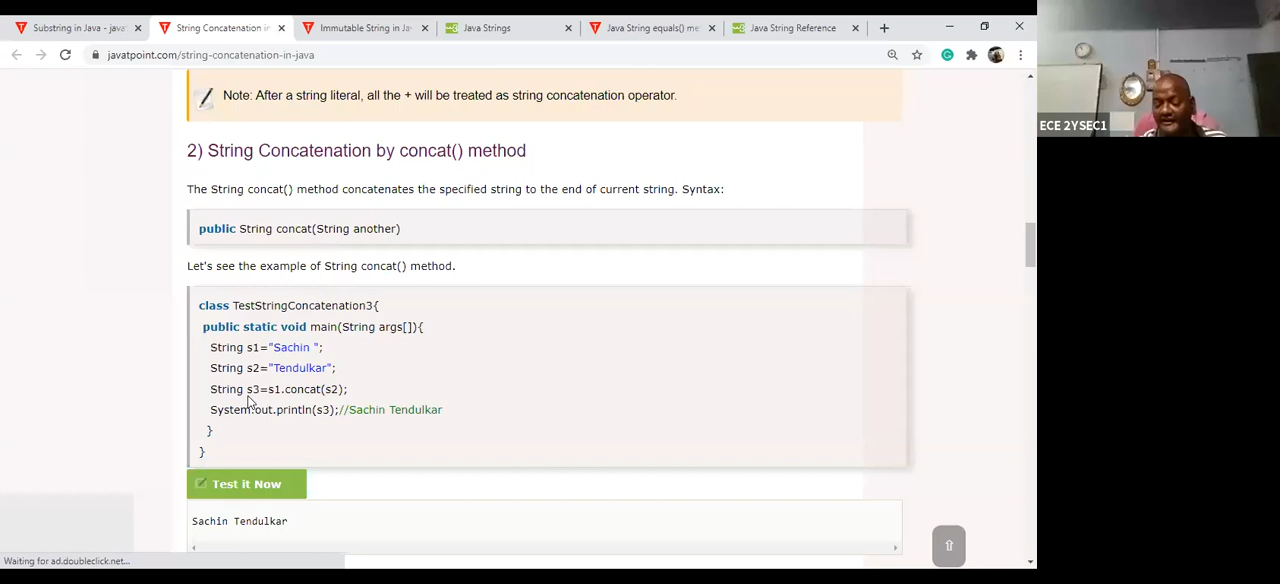 Substring in Java - java
String Concatenation in
Immutable String in Ja
Java Strings
Java String equals() me
Java String Reference
javatpoint.com/string-concatenation-in-java
Note: After a string literal, all the + will be treated as string concatenation operator.
ECE 2YSEC1
2) String Concatenation by concat() method
The String concat() method concatenates the specified string to the end of current string. Syntax:
public String concat(String another)
Let's see the example of String concat() method.
class TestStringConcatenation3{
public static void main(String args[]){
String s1="Sachin ";
String s2="Tendulkar";
String s3=s1.concat(s2);
System.out.println(s3);//Sachin Tendulkar
}
}
Test it Now
Sachin Tendulkar
Waiting for ad.doubleclick.net...